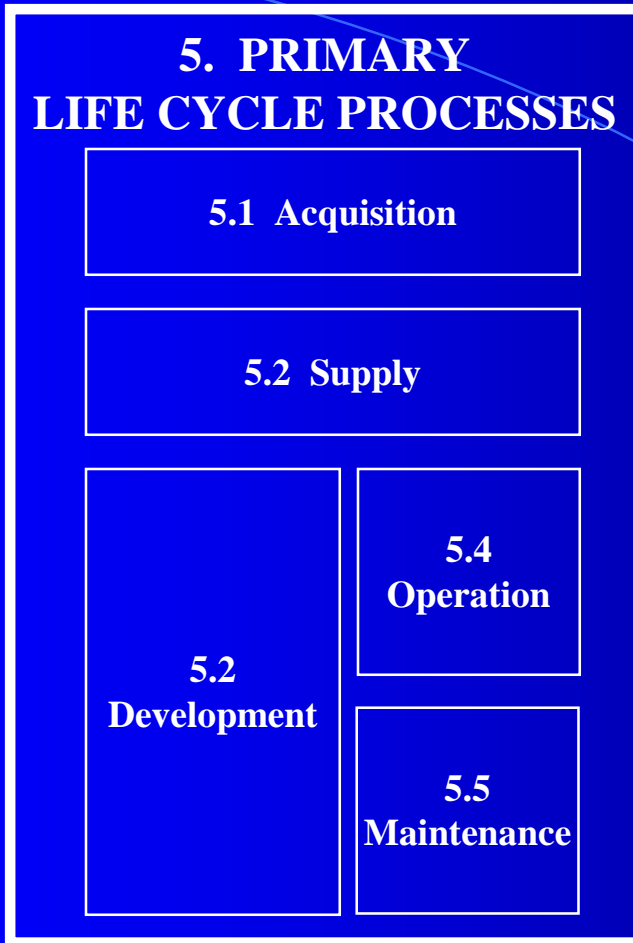 5. PRIMARY
LIFE CYCLE PROCESSES
5.1 Acquisition
5.2 Supply
5.2
Development
5.4
Operation
5.5
Maintenance